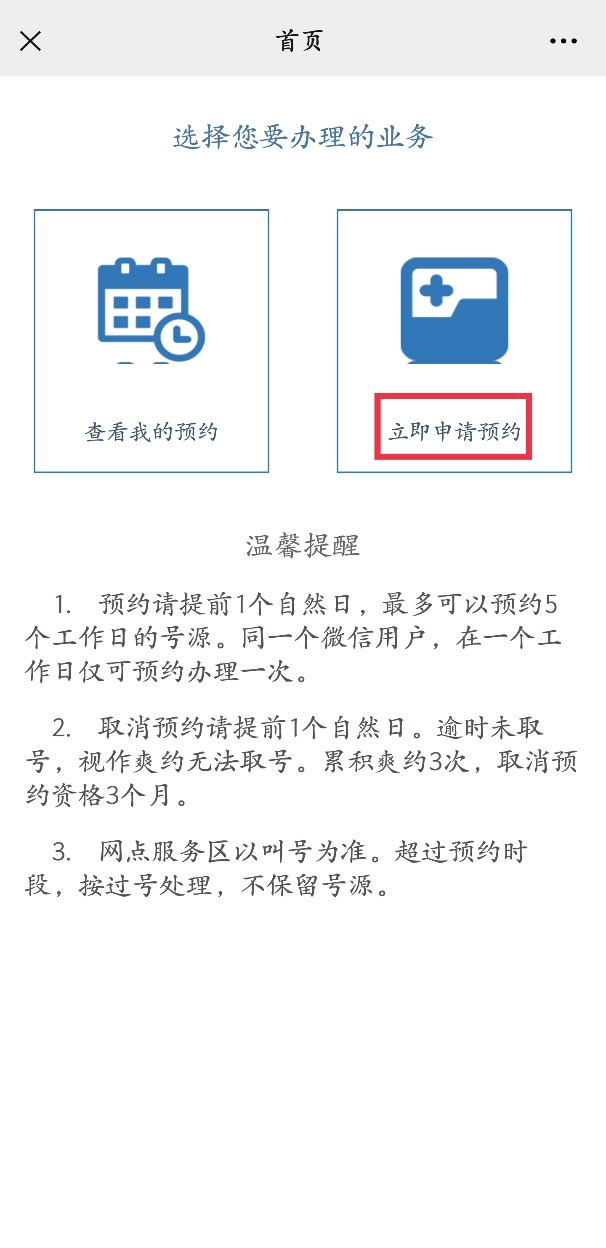 首页
选择您要办理的业务
查看我的预约
立即申请预约
温馨提醒
1. 预约请提前1个自然日，最多可以预约5
个工作日的号源。同一个微信用户，在一个工
作日仅可预约办理一次。
2. 取消预约请提前1个自然日。逾时未取
号，视作爽约无法取号。累积爽约3次，取消预
约资格3个月。
3. 网点服务区以叫号为准。超过预约时
段，按过号处理，不保留号源。